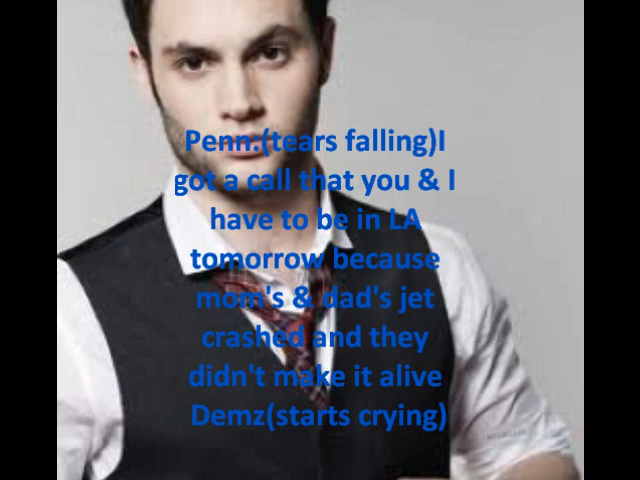 Penn:(tears falling)I
got a call that you & I
have to be in LA
tomorrow because
mom's & dad's jet
crashed and they
didn't make it alive
Demz(starts crying)